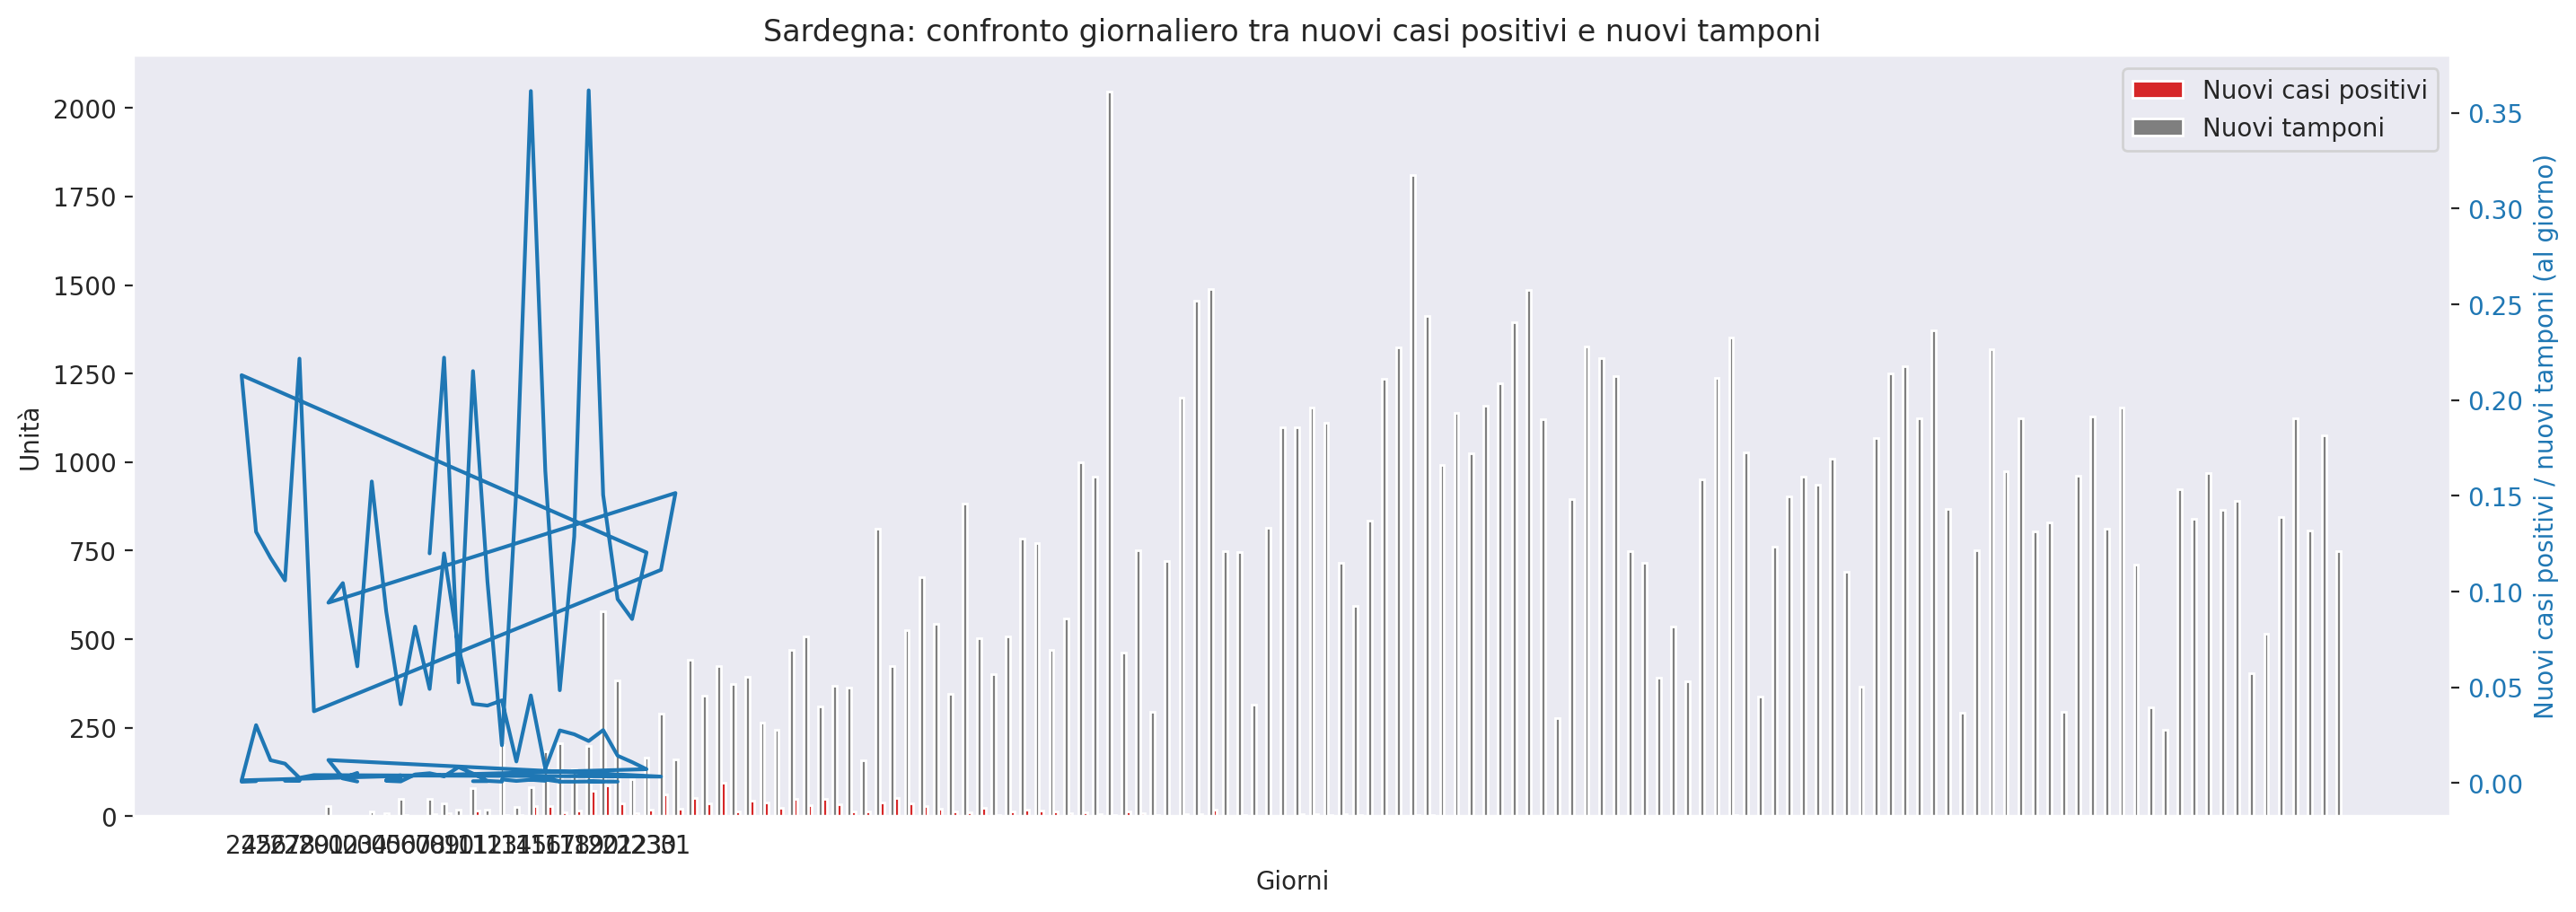 Sardegna: confronto giornaliero tra nuovi casi positivi e nuovi tamponi
Nuovi casi positivi
Nuovi tamponi
2000
1750
1500
1250
1000
750
500
250
0
Unità
0.35
0.30
0.25
0.20
0.15
0.10
0.05
0.00
Nuovi casi positivi / nuovi tamponi (al giorno)
Giorni